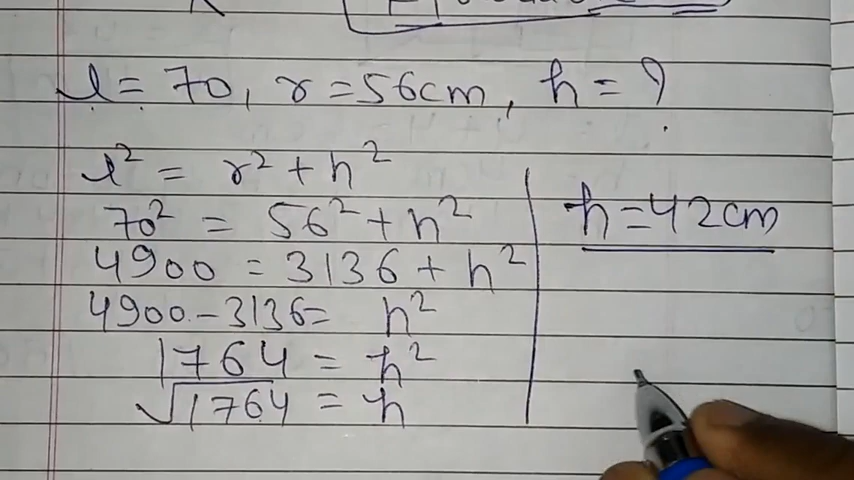 l = 70, r = 56cm, h = ?
l² = r² + h²
70² = 56² + h²
4900 = 3136 + h²
4900 - 3136 = h²
1764 = h²
√1764 = h
h = 42cm